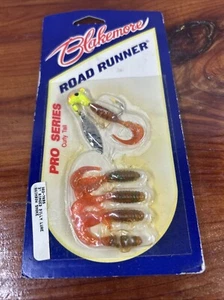 Blakemore
ROAD RUNNER
PRO SERIES
Curly Tail